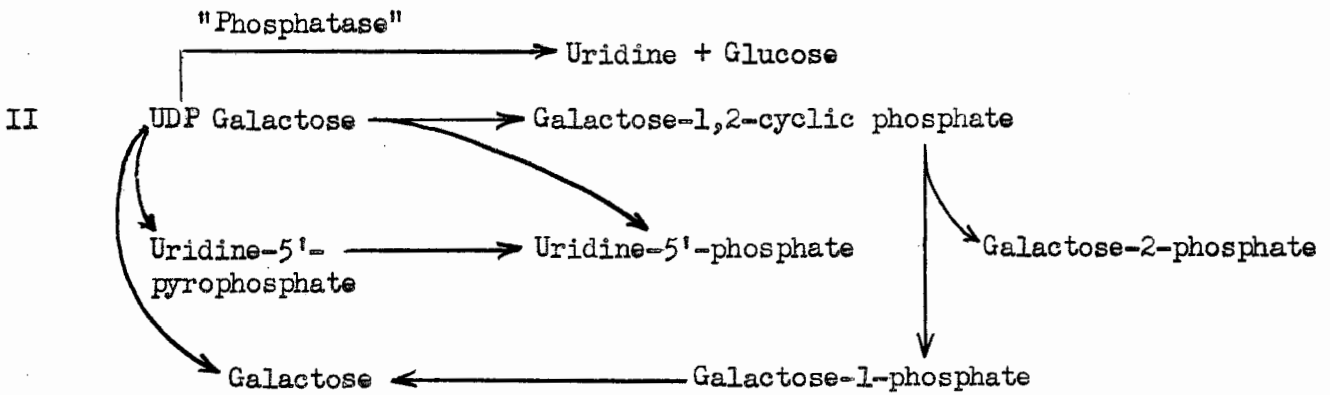 "Phosphatase"
Uridine + Glucose
II UDP Galactose Galactose-1,2-cyclic phosphate
Uridine-5'- Uridine-5'-phosphate Galactose-2-phosphate
pyrophosphate
Galactose Galactose-1-phosphate